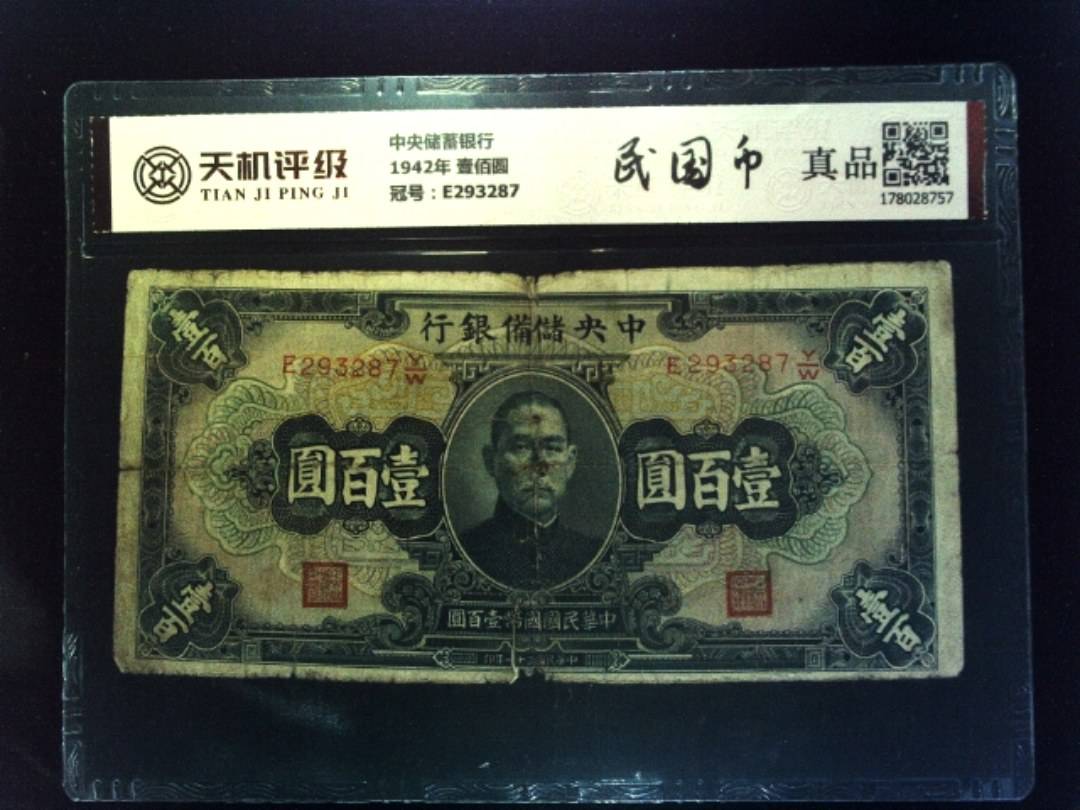 天机评级
TIAN JI PING JI
中央储蓄银行
1942年 壹佰圆
冠号：E293287
民国币
真品
178028757
行銀備儲央中
壹百
壹百
E293287 Y/W
E293287 Y/W
圓百壹
圓百壹
圓百壹幣國國民華中
壹百
壹百